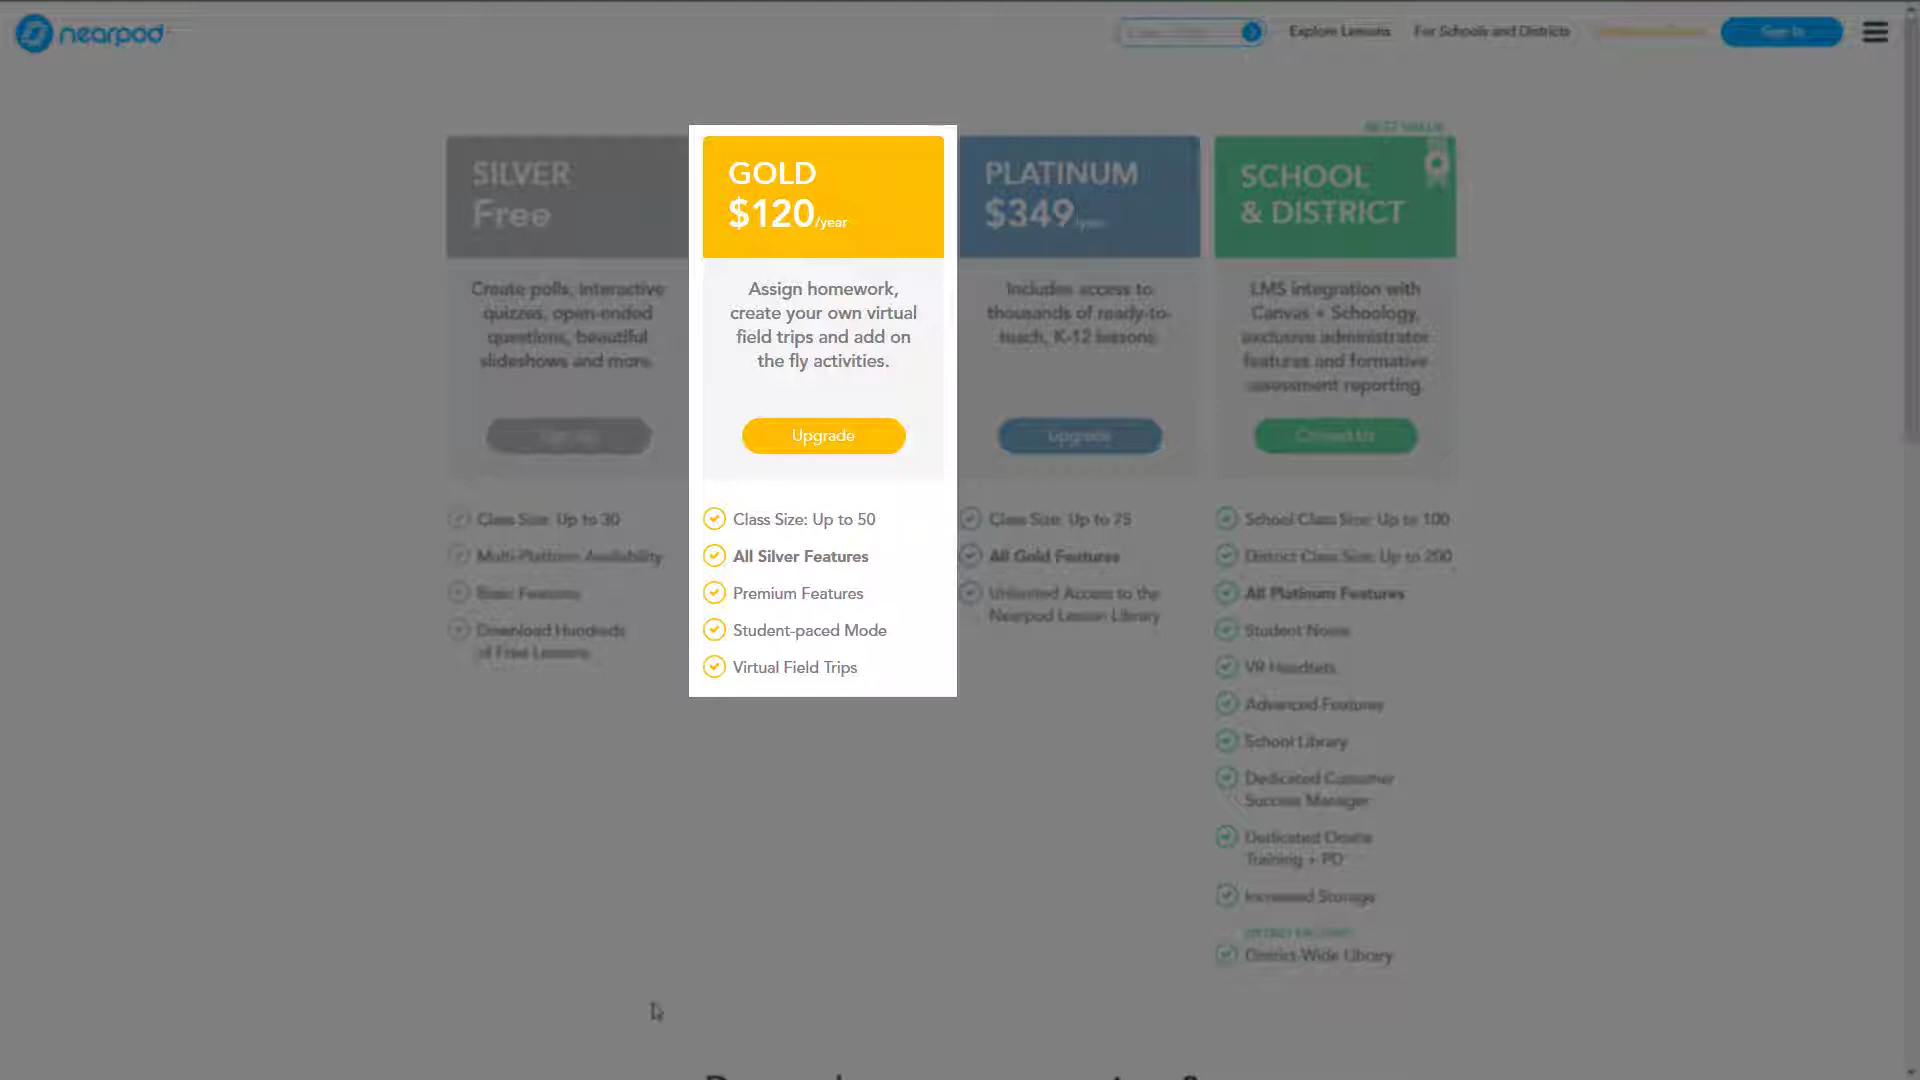 nearpod
Explore Lessons
For Schools and Districts
Sign In
BEST VALUE
SILVER
Free
Create polls, interactive
quizzes, open-ended
questions, beautiful
slideshows and more.
GOLD
$120/year
Assign homework,
create your own virtual
field trips and add on
the fly activities.
Upgrade
Class Size: Up to 50
All Silver Features
Premium Features
Student-paced Mode
Virtual Field Trips
PLATINUM
$349/year
Includes access to
thousands of ready-to-
teach, K-12 lessons.
Upgrade
Class Size: Up to 75
All Gold Features
Unlimited Access to the
Nearpod Lesson Library
SCHOOL
& DISTRICT
LMS integration with
Canvas + Schoology,
exclusive administrator
features and formative
assessment reporting.
Contact Us
School Class Size: Up to 100
District Class Size: Up to 200
All Platinum Features
Student Notes
VR Headsets
Advanced Features
School Library
Dedicated Customer
Success Manager
Dedicated Onsite
Training + PD
Increased Storage
District-Wide Library
Class Size: Up to 30
Multi-Platform Availability
Basic Features
Download Hundreds
of Free Lessons